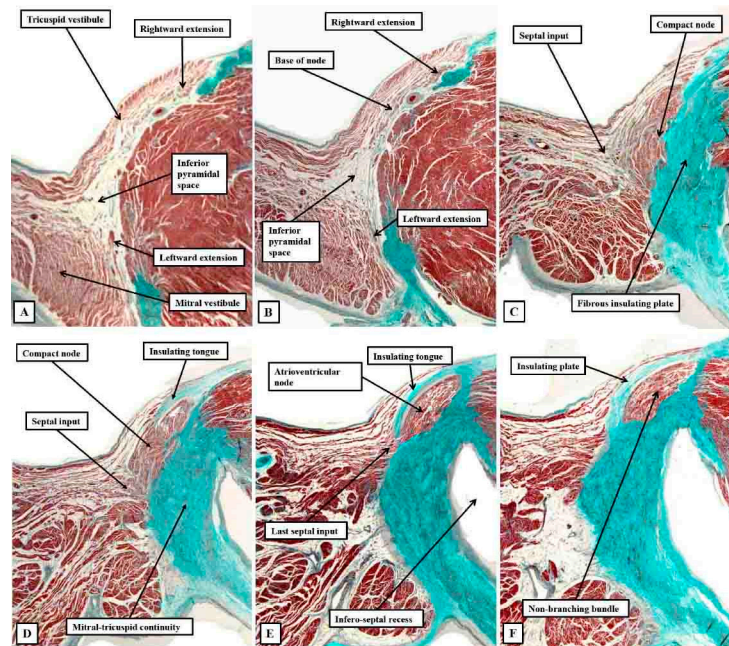 Tricuspid vestibule
Rightward extension
Inferior
pyramidal
space
Leftward extension
Mitral vestibule
A
Rightward extension
Base of node
Leftward extension
Inferior
pyramidal
space
B
Compact node
Septal input
Fibrous insulating plate
C
Insulating tongue
Compact node
Septal input
Mitral-tricuspid continuity
D
Insulating tongue
Atrioventricular
node
Last septal input
Infero-septal recess
E
Insulating plate
Non-branching bundle
F